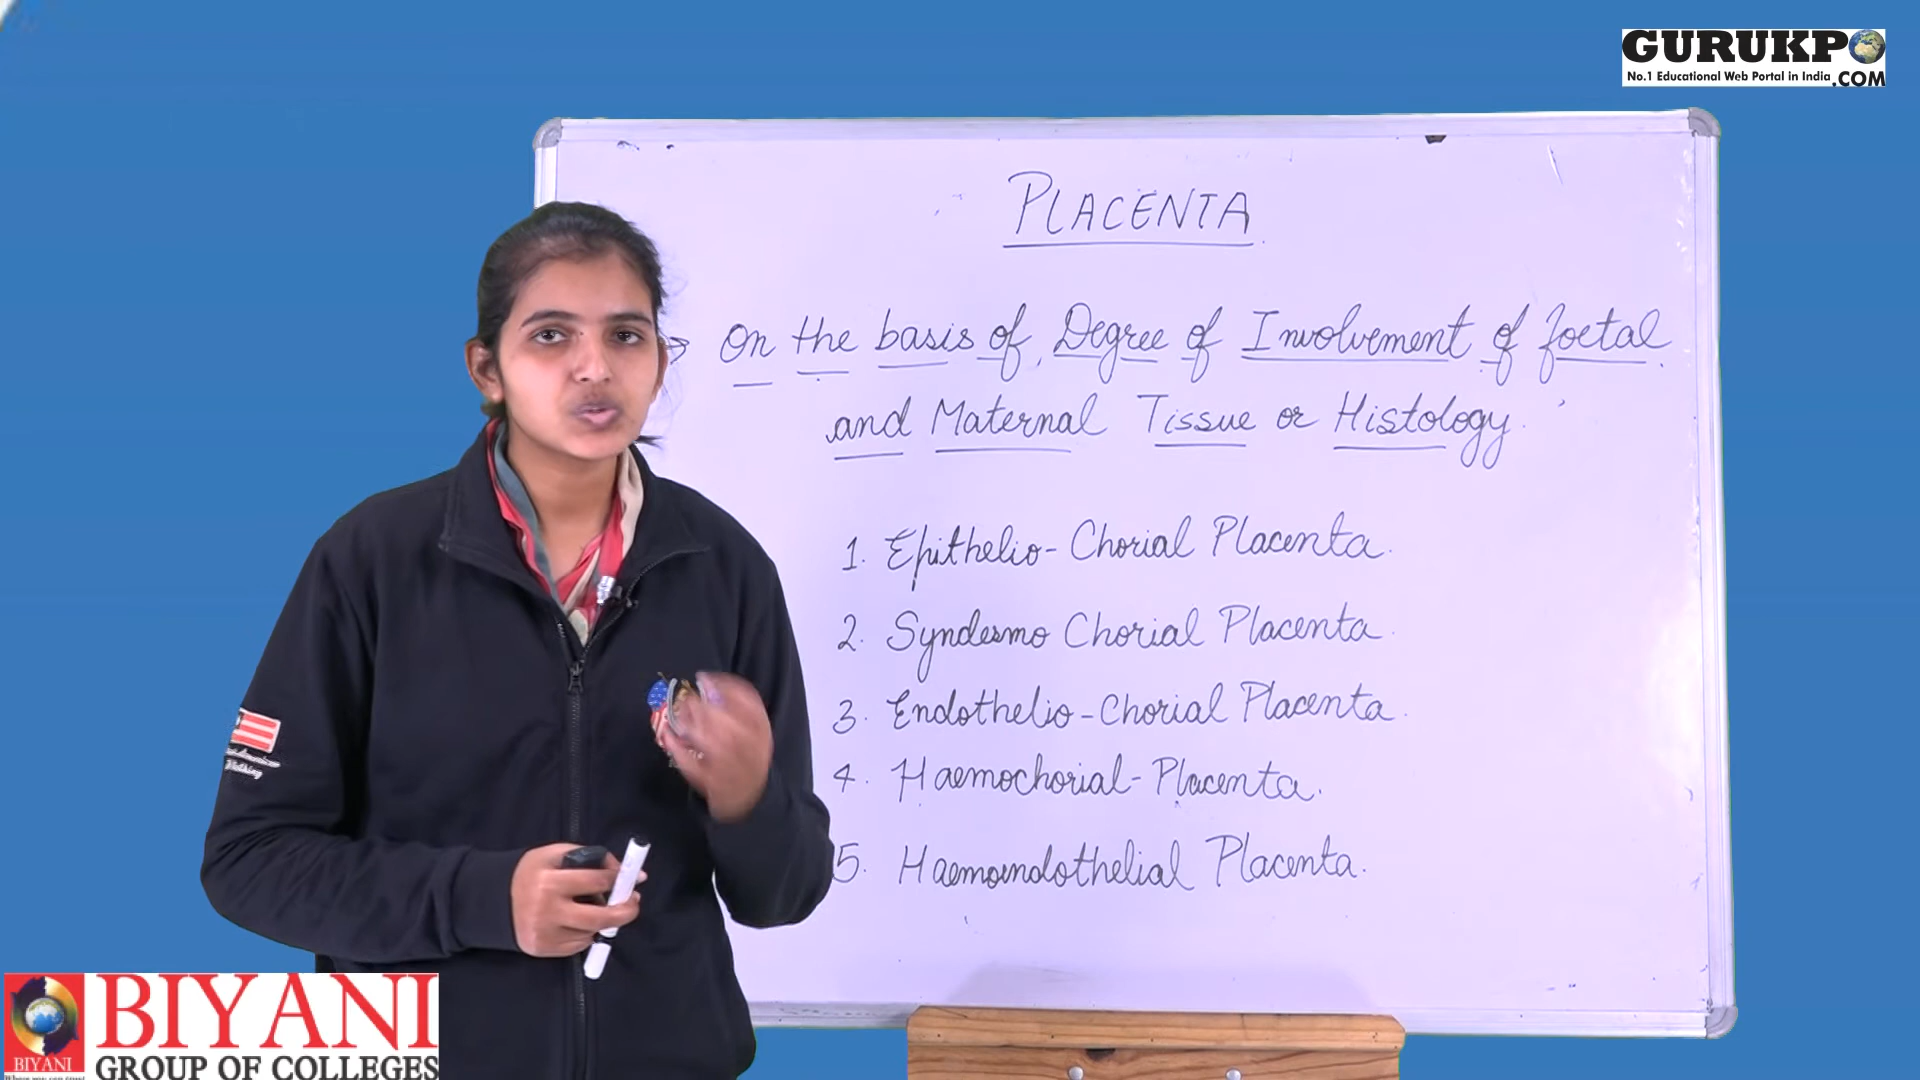 GURUKPO
No.1 Educational Web Portal in India .COM
PLACENTA
On the basis of Degree of Involvement of foetal
and Maternal Tissue or Histology.
1. Epithelio-Chorial Placenta.
2. Syndesmo Chorial Placenta.
3. Endothelio-Chorial Placenta.
4. Haemochorial-Placenta.
5. Haemoendothelial Placenta.
BIYANI
GROUP OF COLLEGES
BIYANI